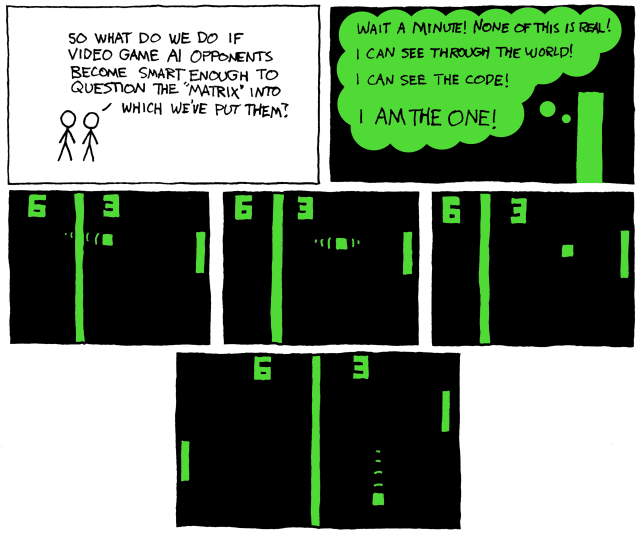 SO WHAT DO WE DO IF
VIDEO GAME AI OPPONENTS
BECOME SMART ENOUGH TO
QUESTION THE "MATRIX" INTO
WHICH WE'VE PUT THEM?
WAIT A MINUTE! NONE OF THIS IS REAL!
I CAN SEE THROUGH THE WORLD!
I CAN SEE THE CODE!
I AM THE ONE!
6 3
6 3
6 3
6 3